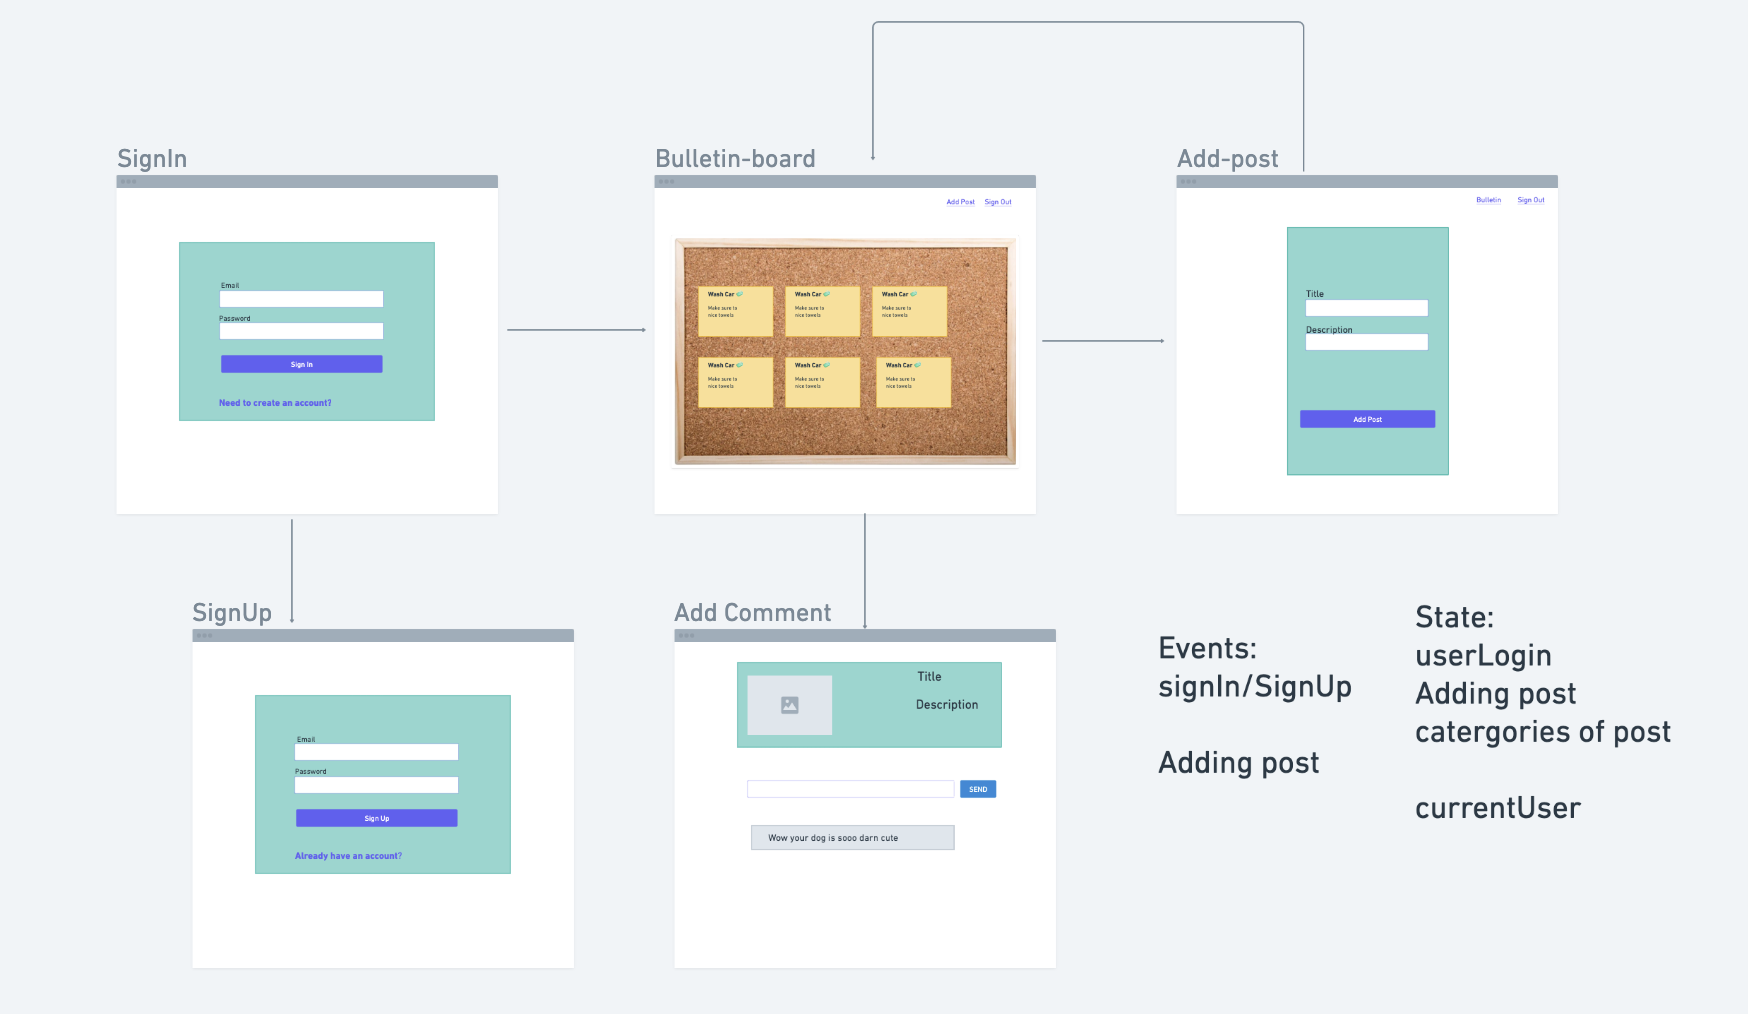 SignIn
Email
Password
Sign In
Need to create an account?
Bulletin-board
Add Post Sign Out
Wash Car
Make sure to
nice towels
Wash Car
Make sure to
nice towels
Wash Car
Make sure to
nice towels
Wash Car
Make sure to
nice towels
Wash Car
Make sure to
nice towels
Wash Car
Make sure to
nice towels
Add-post
Bulletin Sign Out
Title
Description
Add Post
SignUp
Email
Password
Sign Up
Already have an account?
Add Comment
Title
Description
SEND
Wow your dog is sooo darn cute
Events:
signIn/SignUp
Adding post
State:
userLogin
Adding post
catergories of post
currentUser